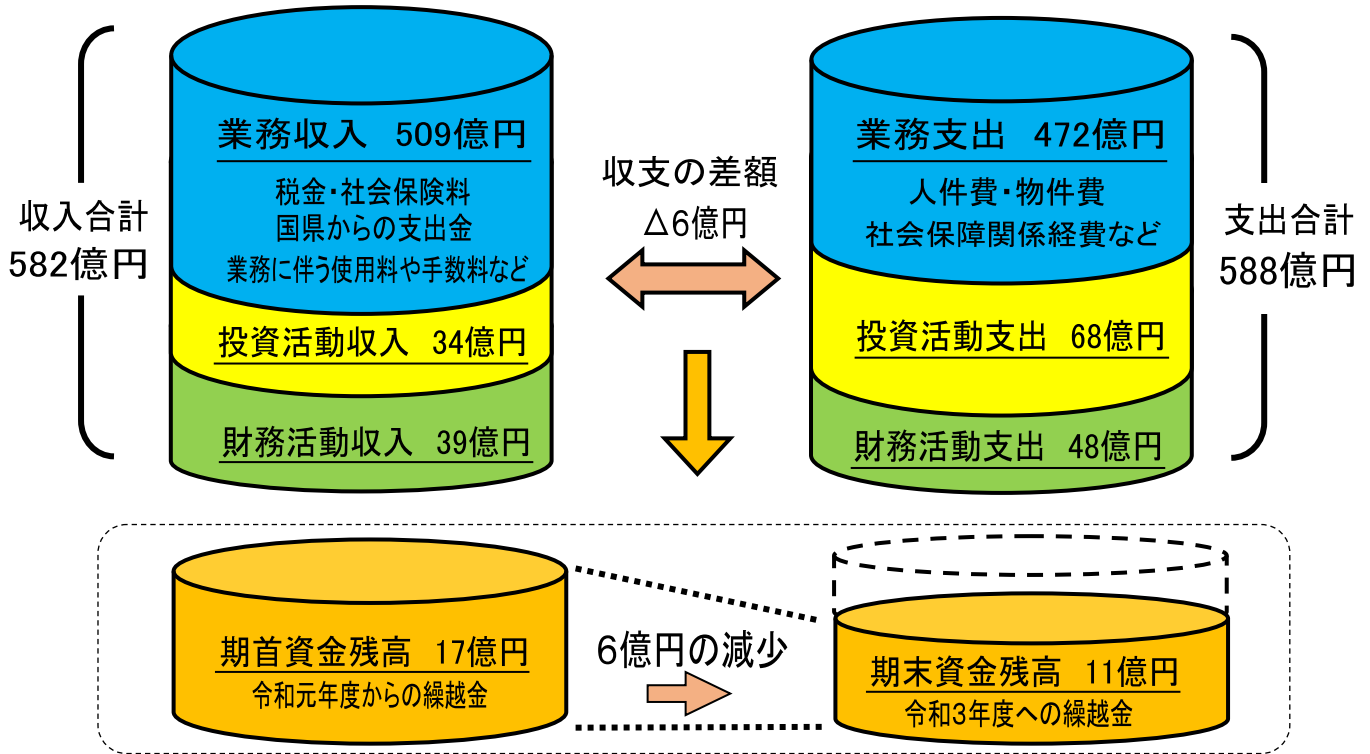 収入合計
582億円
業務収入 509億円
税金・社会保険料
国県からの支出金
業務に伴う使用料や手数料など
投資活動収入 34億円
財務活動収入 39億円
収支の差額
△6億円
業務支出 472億円
人件費・物件費
社会保障関係経費など
投資活動支出 68億円
財務活動支出 48億円
支出合計
588億円
期首資金残高 17億円
令和元年度からの繰越金
6億円の減少
期末資金残高 11億円
令和3年度への繰越金